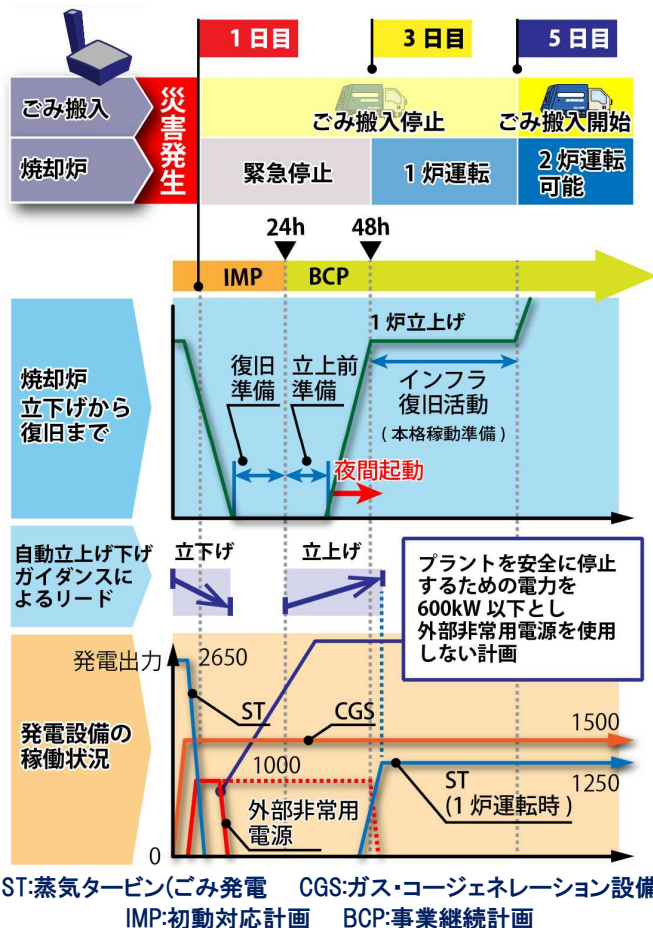 1日目
3日目
5日目
ごみ搬入
災害発生
ごみ搬入停止
ごみ搬入開始
焼却炉
緊急停止
1炉運転
2炉運転
可能
24h
48h
IMP
BCP
焼却炉
立下げから
復旧まで
1炉立上げ
復旧
準備
立上前
準備
インフラ
復旧活動
(本格稼動準備)
夜間起動
自動立上げ下げ
ガイダンスに
よるリード
立下げ
立上げ
プラントを安全に停止
するための電力を
600kW以下とし
外部非常用電源を使用
しない計画
発電設備の
稼働状況
発電出力
2650
ST
CGS
1500
1000
外部非常用
電源
ST
(1炉運転時)
1250
0
ST:蒸気タービン(ごみ発電 CGS:ガス・コージェネレーション設備
IMP:初動対応計画 BCP:事業継続計画